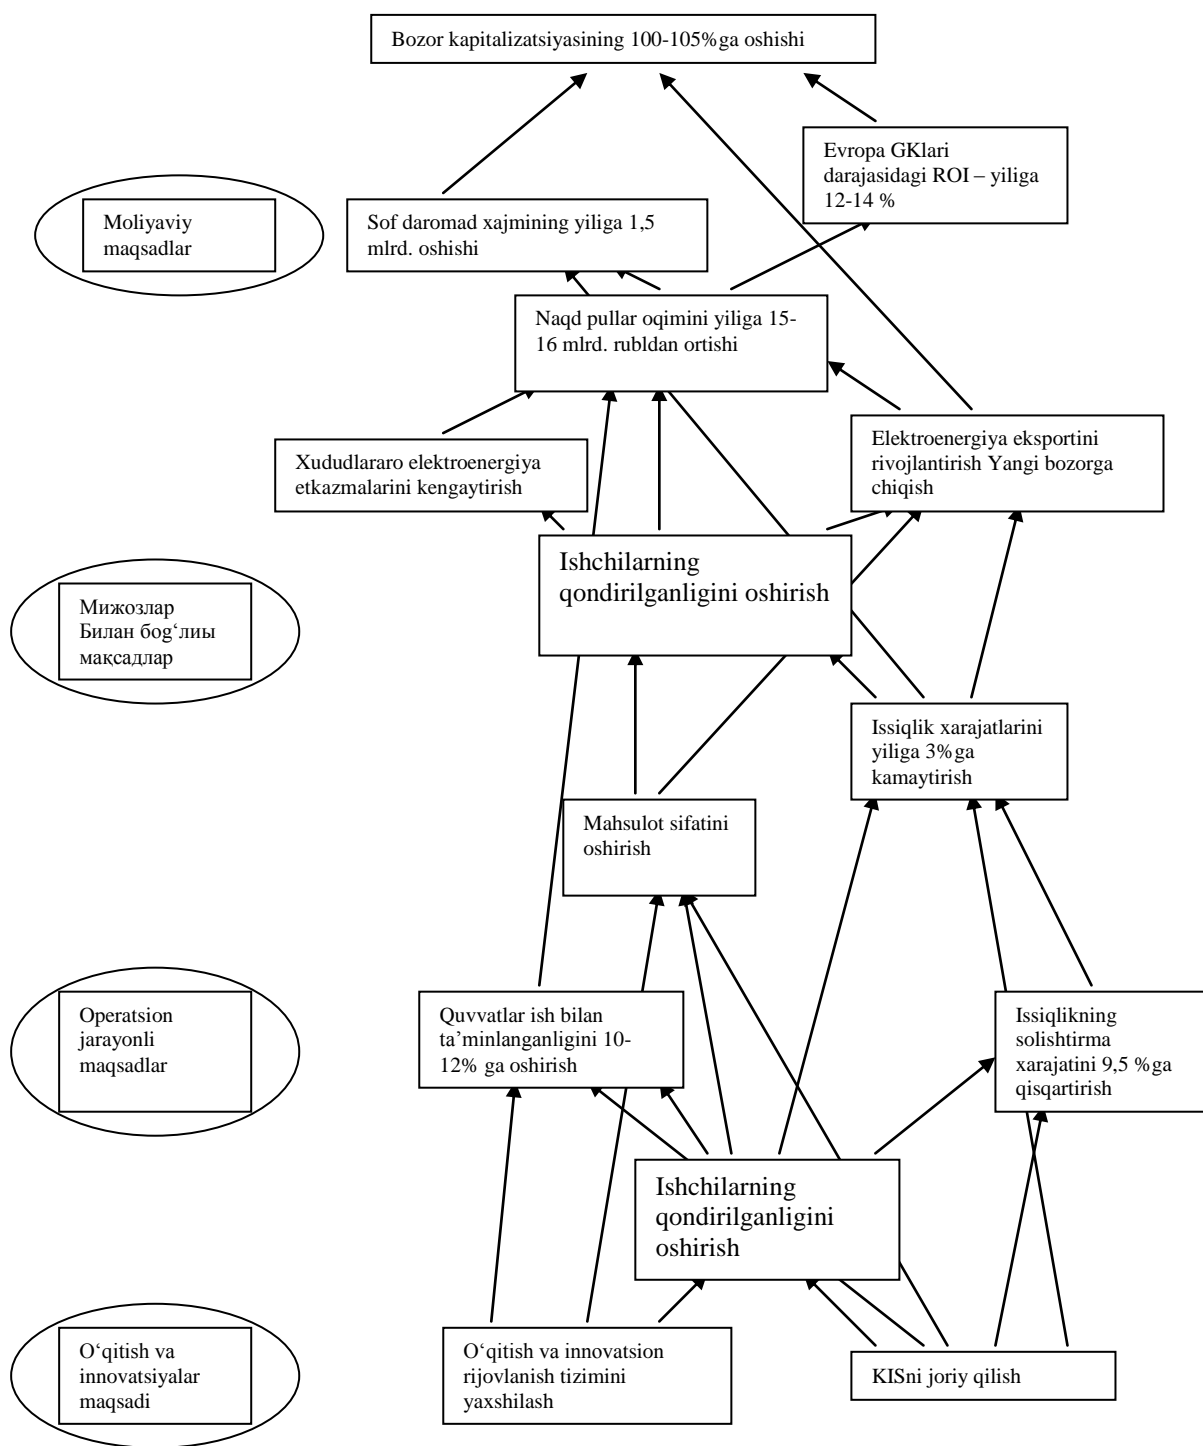 Bozor kapitalizatsiyasining 100-105%ga oshishi
Evropa GKlari
darajasidagi ROI – yiliga
12-14 %
Moliyaviy
maqsadlar
Sof daromad xajmining yiliga 1,5
mlrd. oshishi
Naqd pullar oqimini yiliga 15-
16 mlrd. rubldan ortishi
Xududlararo elektroenergiya
etkazmalarini kengaytirish
Elektroenergiya eksportini
rivojlantirish Yangi bozorga
chiqish
Ishchilarning
qondirilganligini oshirish
Мижозлар
Билан боg‘лиы
мақсадлар
Issiqlik xarajatlarini
yiliga 3%ga
kamaytirish
Mahsulot sifatini
oshirish
Operatsion
jarayonli
maqsadlar
Quvvatlar ish bilan
ta’minlanganligini 10-
12% ga oshirish
Issiqlikning
solishtirma
xarajatini 9,5 %ga
qisqartirish
Ishchilarning
qondirilganligini
oshirish
O‘qitish va
innovatsiyalar
maqsadi
O‘qitish va innovatsion
rijovlanish tizimini
yaxshilash
KISni joriy qilish